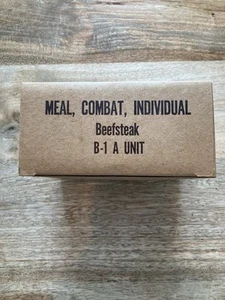 MEAL, COMBAT, INDIVIDUAL
Beefsteak
B-1 A UNIT